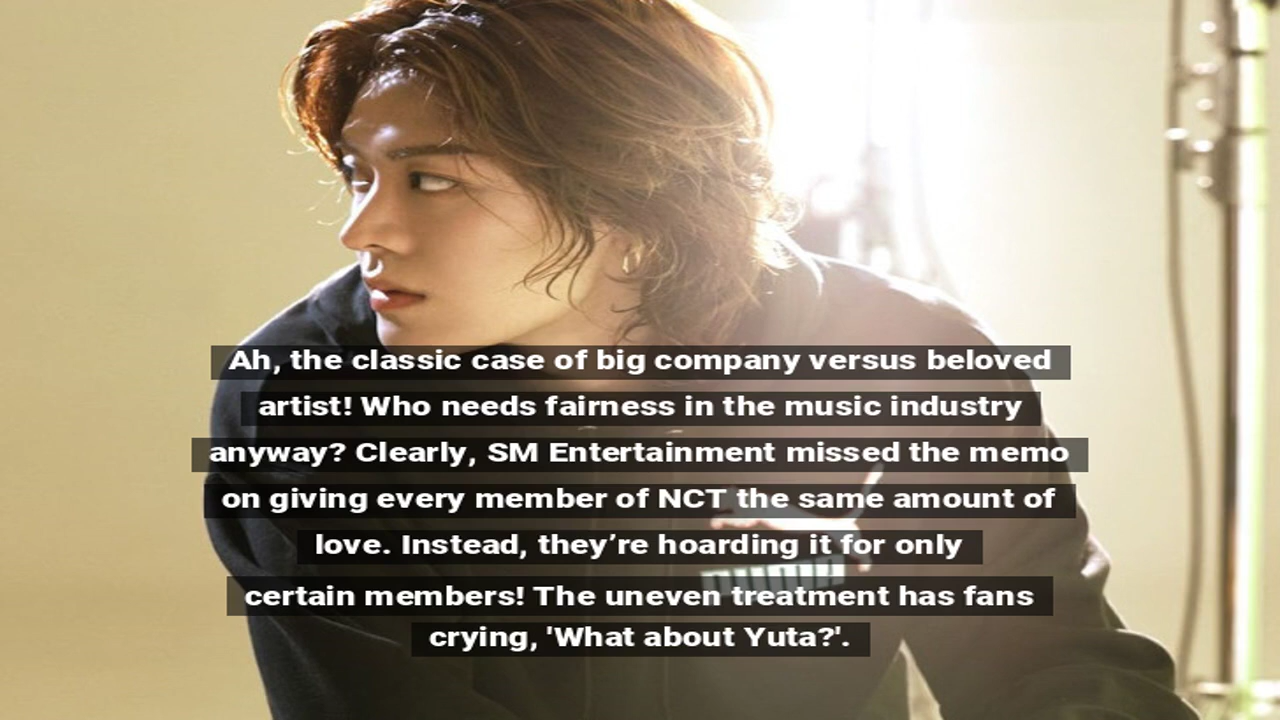 Ah, the classic case of big company versus beloved
artist! Who needs fairness in the music industry
anyway? Clearly, SM Entertainment missed the memo
on giving every member of NCT the same amount of
love. Instead, they’re hoarding it for only
certain members! The uneven treatment has fans
crying, 'What about Yuta?'.
PUMA